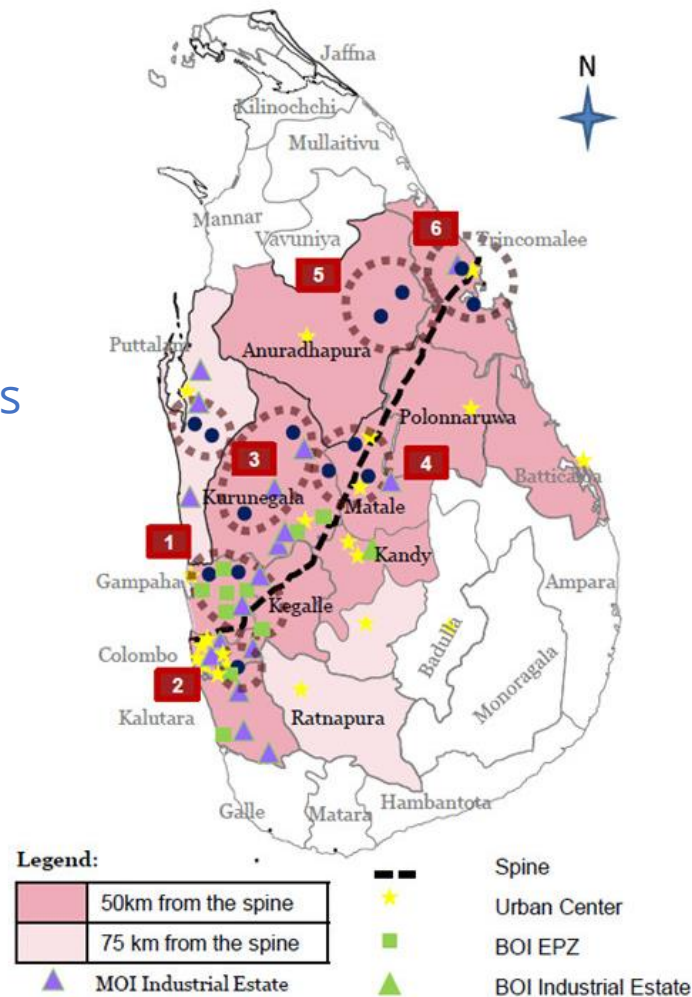 Jaffna
N
Kilinochchi
Mullaitivu
Mannar
Vavuniya
6
Trincomalee
5
Puttalam
Anuradhapura
s
Polonnaruwa
3
4
Batticaloa
Kurunegala
Matale
1
Kandy
Gampaha
Ampara
Kegalle
Badulla
Colombo
Monoragala
2
Kalutara
Ratnapura
Galle
Matara
Hambantota
Legend:
50km from the spine
75 km from the spine
MOI Industrial Estate
Spine
Urban Center
BOI EPZ
BOI Industrial Estate